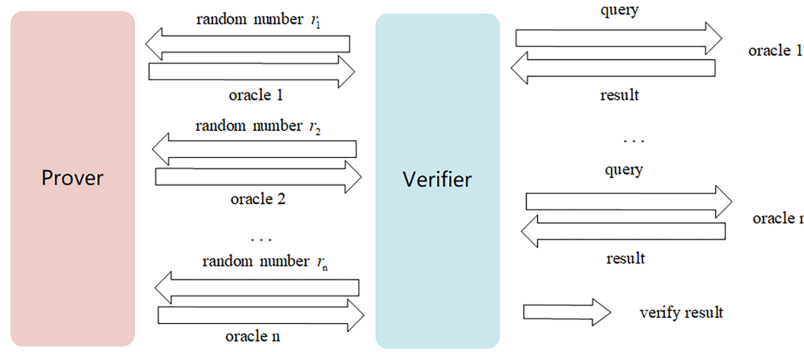 random number r1
oracle 1
random number r2
oracle 2
. . .
random number rn
oracle n
Prover
Verifier
query
oracle 1
result
. . .
query
oracle n
result
verify result